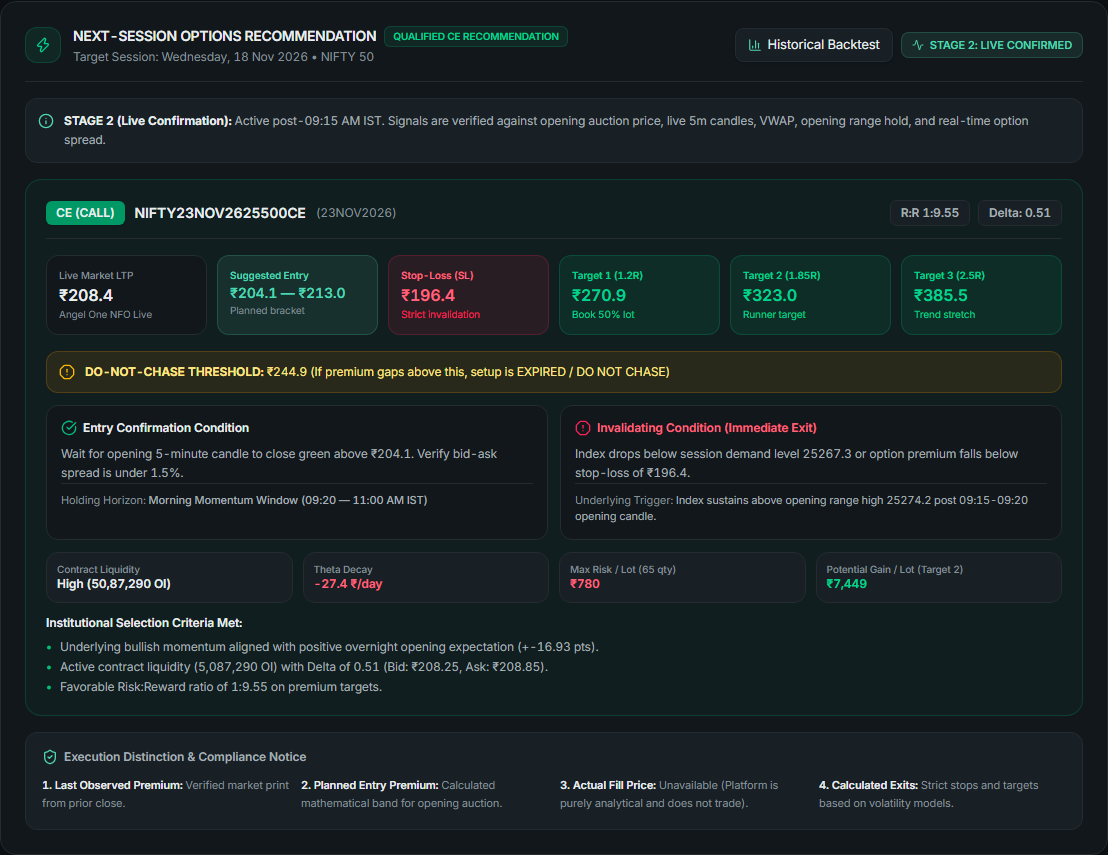 NEXT-SESSION OPTIONS RECOMMENDATION QUALIFIED CE RECOMMENDATION
Target Session: Wednesday, 18 Nov 2026 • NIFTY 50
Historical Backtest
STAGE 2: LIVE CONFIRMED
STAGE 2 (Live Confirmation): Active post-09:15 AM IST. Signals are verified against opening auction price, live 5m candles, VWAP, opening range hold, and real-time option
spread.
CE (CALL) NIFTY23NOV2625500CE (23NOV2026)
R:R 1:9.55
Delta: 0.51
Live Market LTP
₹208.4
Angel One NFO Live
Suggested Entry
₹204.1 — ₹213.0
Planned bracket
Stop-Loss (SL)
₹196.4
Strict invalidation
Target 1 (1.2R)
₹270.9
Book 50% lot
Target 2 (1.85R)
₹323.0
Runner target
Target 3 (2.5R)
₹385.5
Trend stretch
DO-NOT-CHASE THRESHOLD: ₹244.9 (If premium gaps above this, setup is EXPIRED / DO NOT CHASE)
Entry Confirmation Condition
Wait for opening 5-minute candle to close green above ₹204.1. Verify bid-ask
spread is under 1.5%.
Holding Horizon: Morning Momentum Window (09:20 — 11:00 AM IST)
Invalidating Condition (Immediate Exit)
Index drops below session demand level 25267.3 or option premium falls below
stop-loss of ₹196.4.
Underlying Trigger: Index sustains above opening range high 25274.2 post 09:15-09:20
opening candle.
Contract Liquidity
High (50,87,290 OI)
Theta Decay
-27.4 ₹/day
Max Risk / Lot (65 qty)
₹780
Potential Gain / Lot (Target 2)
₹7,449
Institutional Selection Criteria Met:
• Underlying bullish momentum aligned with positive overnight opening expectation (+-16.93 pts).
• Active contract liquidity (5,087,290 OI) with Delta of 0.51 (Bid: ₹208.25, Ask: ₹208.85).
• Favorable Risk:Reward ratio of 1:9.55 on premium targets.
Execution Distinction & Compliance Notice
1. Last Observed Premium: Verified market print
from prior close.
2. Planned Entry Premium: Calculated
mathematical band for opening auction.
3. Actual Fill Price: Unavailable (Platform is
purely analytical and does not trade).
4. Calculated Exits: Strict stops and targets
based on volatility models.